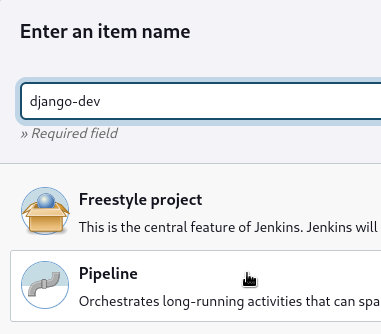 Enter an item name
django-dev
» Required field
Freestyle project
This is the central feature of Jenkins. Jenkins will
Pipeline
Orchestrates long-running activities that can spa